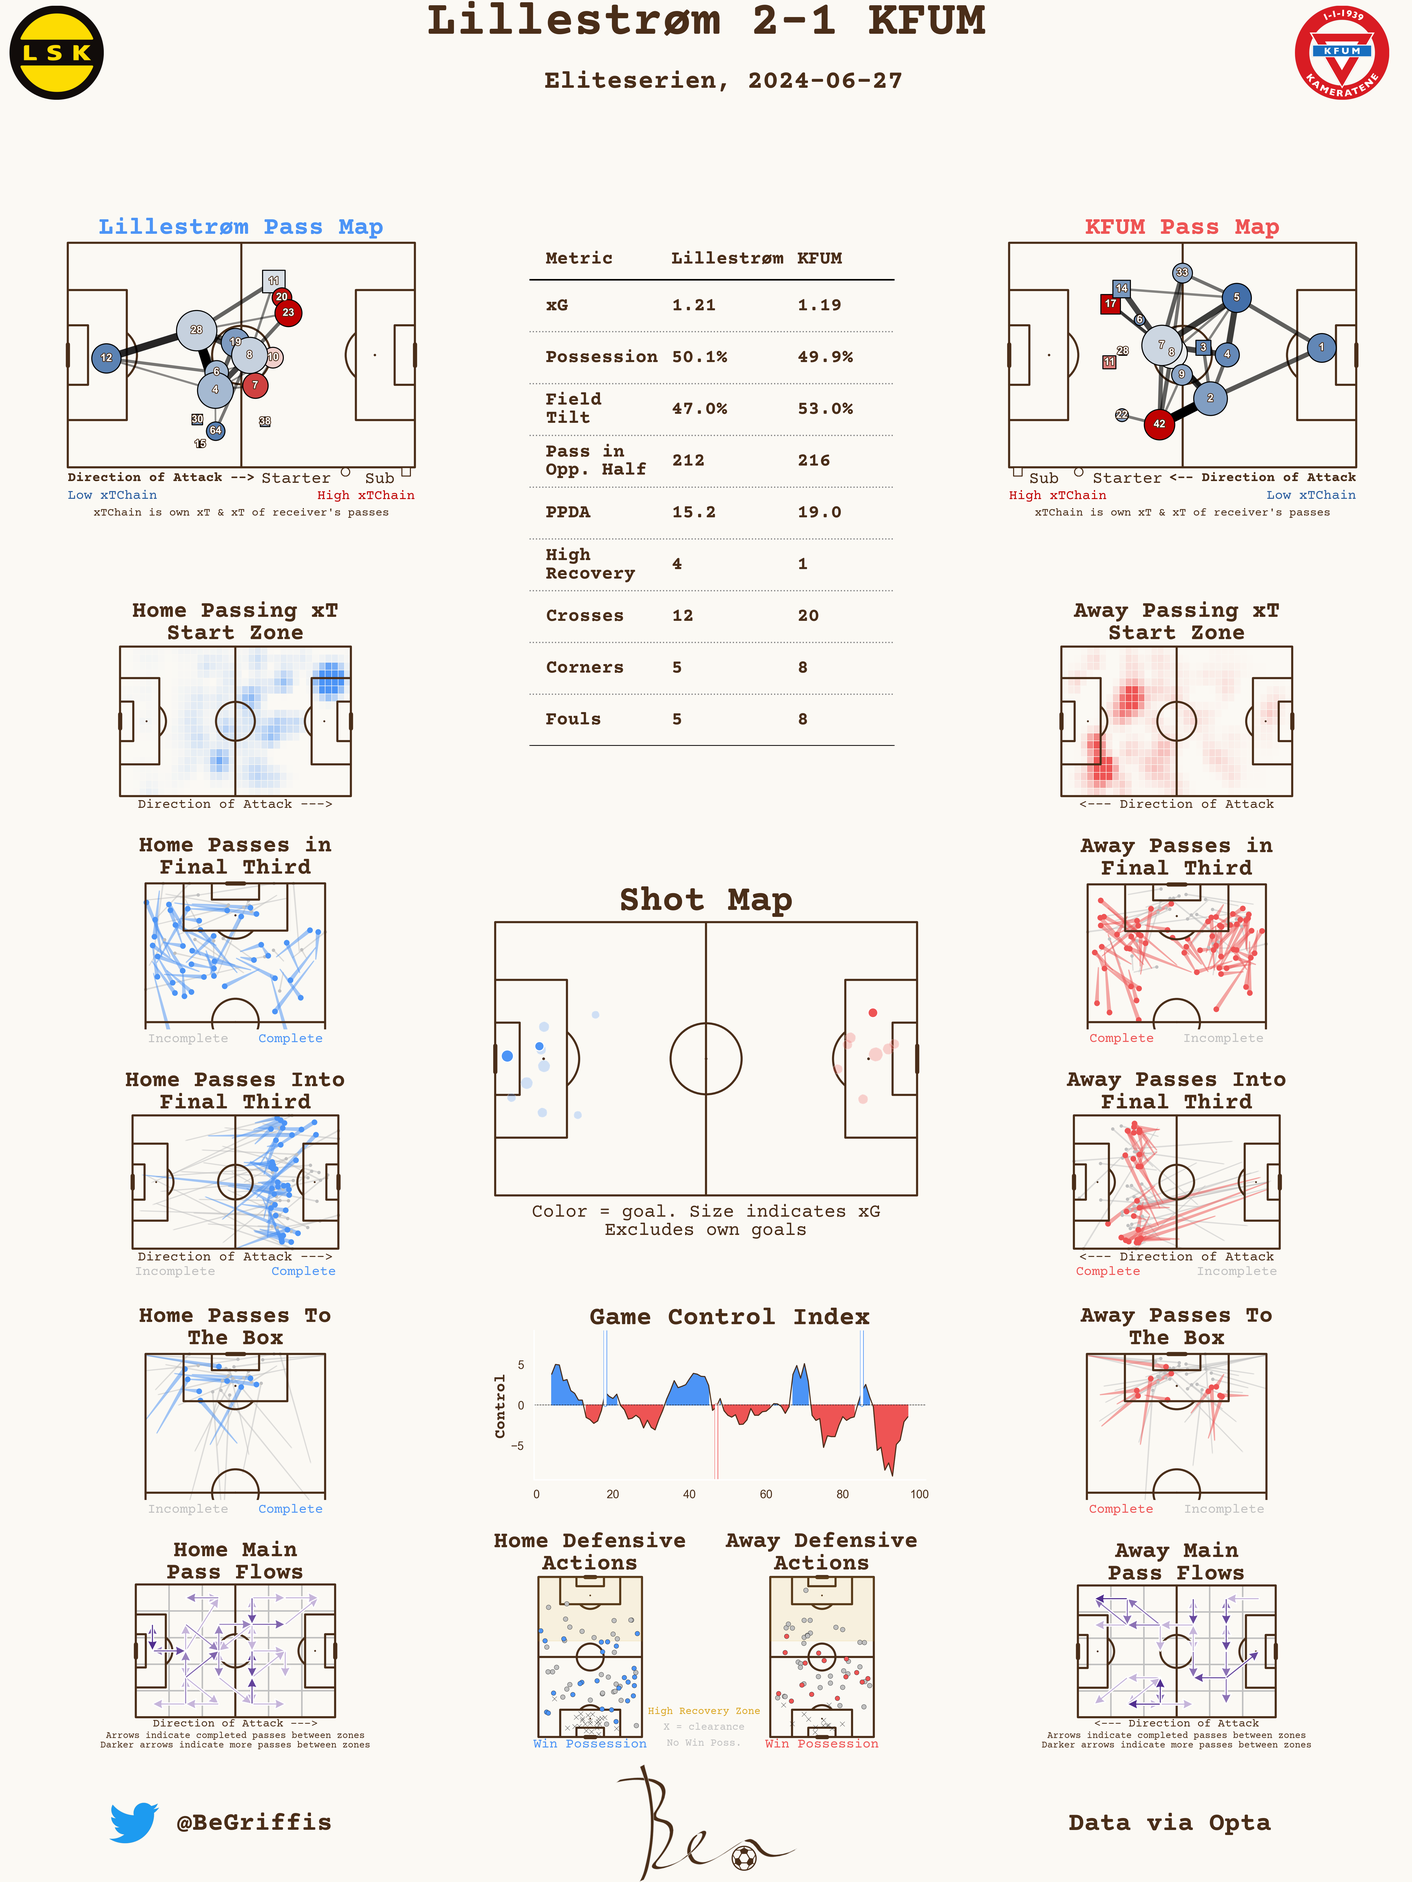 Lillestrøm 2-1 KFUM
Eliteserien, 2024-06-27
LSK
1-1-1939
KFUM
KAMERATENE
Lillestrøm Pass Map
11
20
23
28
19
8
10
12
6
4
7
30
38
64
15
Direction of Attack --> Starter Sub
Low xTChain High xTChain
xTChain is own xT & xT of receiver's passes
Metric Lillestrøm KFUM
xG 1.21 1.19
Possession 50.1% 49.9%
Field
Tilt 47.0% 53.0%
Pass in
Opp. Half 212 216
PPDA 15.2 19.0
High
Recovery 4 1
Crosses 12 20
Corners 5 8
Fouls 5 8
KFUM Pass Map
33
14
5
17
6
7
8
3
4
1
28
11
9
2
22
42
Sub Starter <-- Direction of Attack
High xTChain Low xTChain
xTChain is own xT & xT of receiver's passes
Home Passing xT
Start Zone
Direction of Attack --->
Away Passing xT
Start Zone
<--- Direction of Attack
Home Passes in
Final Third
Incomplete Complete
Away Passes in
Final Third
Complete Incomplete
Shot Map
Color = goal. Size indicates xG
Excludes own goals
Home Passes Into
Final Third
Direction of Attack --->
Incomplete Complete
Away Passes Into
Final Third
<--- Direction of Attack
Complete Incomplete
Home Passes To
The Box
Incomplete Complete
Game Control Index
Control
5
0
−5
0 20 40 60 80 100
Away Passes To
The Box
Complete Incomplete
Home Main
Pass Flows
Direction of Attack --->
Arrows indicate completed passes between zones
Darker arrows indicate more passes between zones
Home Defensive
Actions
Win Possession
Away Defensive
Actions
Win Possession
High Recovery Zone
X = clearance
No Win Poss.
Away Main
Pass Flows
<--- Direction of Attack
Arrows indicate completed passes between zones
Darker arrows indicate more passes between zones
@BeGriffis
Ben
Data via Opta